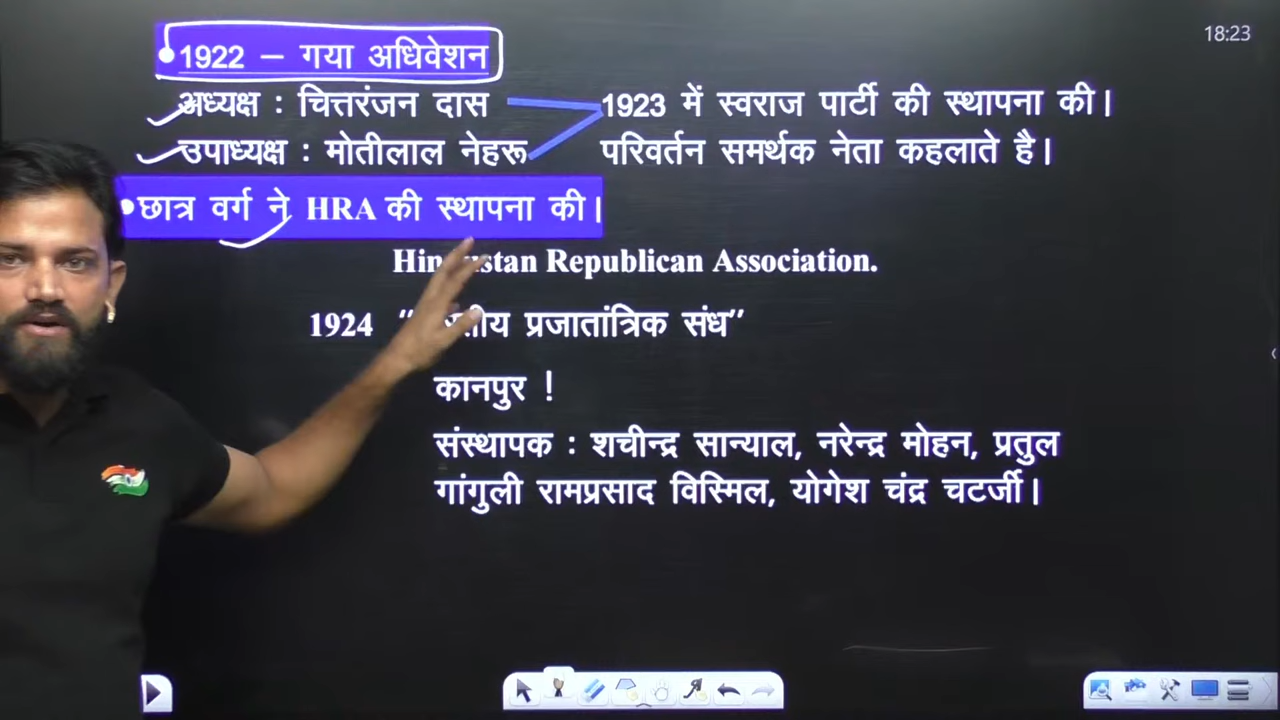 18:23
1922 – गया अधिवेशन
अध्यक्ष : चित्तरंजन दास 1923 में स्वराज पार्टी की स्थापना की।
उपाध्यक्ष : मोतीलाल नेहरू परिवर्तन समर्थक नेता कहलाते है।
छात्र वर्ग ने HRA की स्थापना की।
Republican Association.
1924 प्रजातांत्रिक संध”
कानपुर !
संस्थापक : शचीन्द्र सान्याल, नरेन्द्र मोहन, प्रतुल
गांगुली रामप्रसाद विस्मिल, योगेश चंद्र चटर्जी।